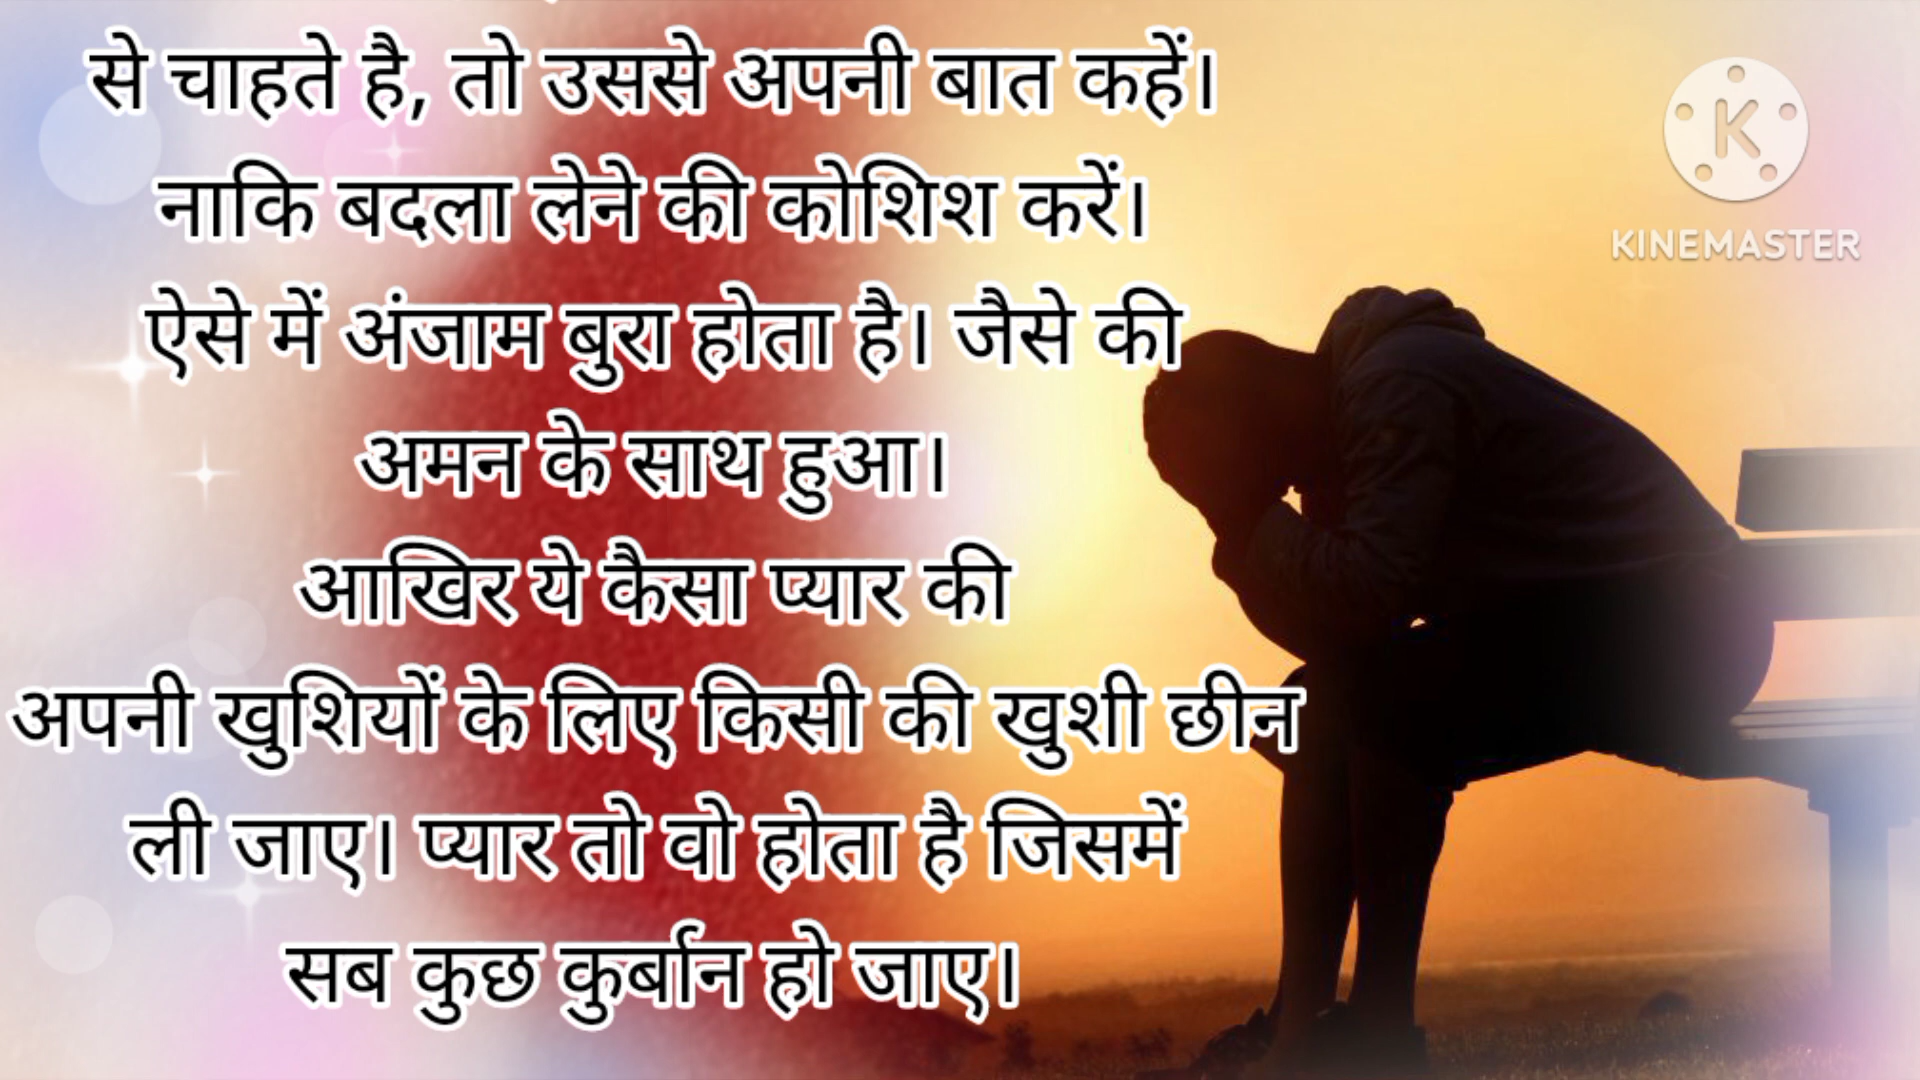 से चाहते है, तो उससे अपनी बात कहें।
नाकि बदला लेने की कोशिश करें।
ऐसे में अंजाम बुरा होता है। जैसे की
अमन के साथ हुआ।
आखिर ये कैसा प्यार की
अपनी खुशियों के लिए किसी की खुशी छीन
ली जाए। प्यार तो वो होता है जिसमें
सब कुछ कुर्बान हो जाए।
K
KINEMASTER